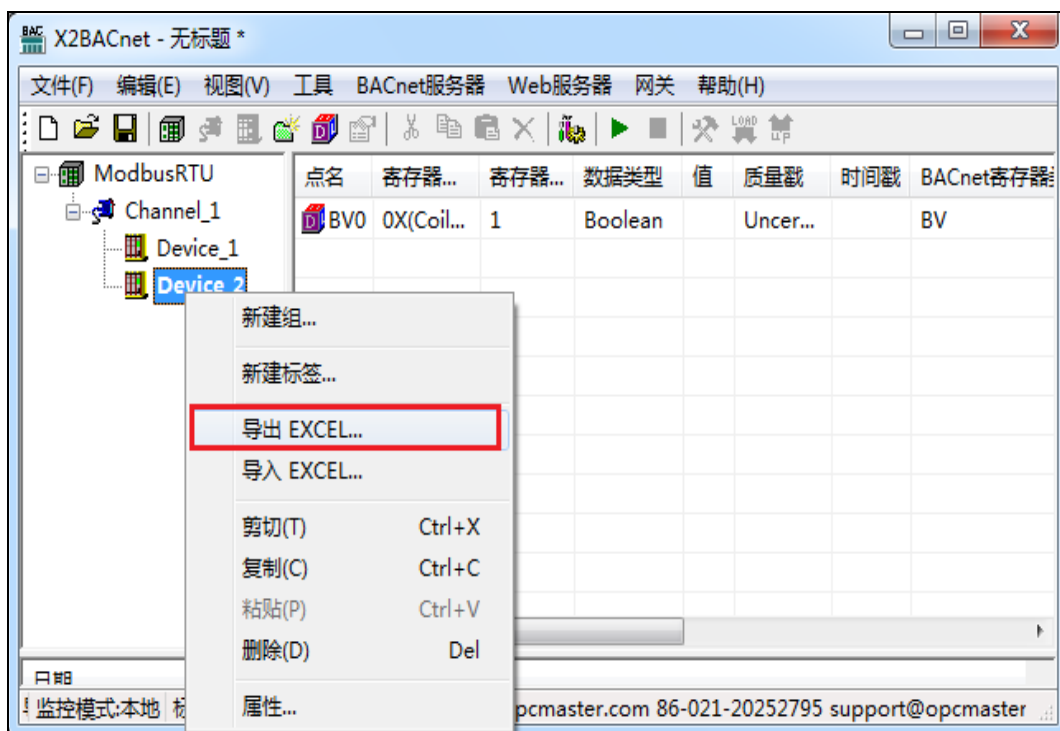 X2BACnet - 无标题 *
文件(F) 编辑(E) 视图(V) 工具 BACnet服务器 Web服务器 网关 帮助(H)
ModbusRTU
Channel_1
Device_1
Device_2
点名 寄存器... 寄存器... 数据类型 值 质量戳 时间戳 BACnet寄存器
BV0 0X(Coil... 1 Boolean Uncer... BV
新建组...
新建标签...
导出 EXCEL...
导入 EXCEL...
剪切(T) Ctrl+X
复制(C) Ctrl+C
粘贴(P) Ctrl+V
删除(D) Del
属性...
日期
监控模式:本地 标 pcmaster.com 86-021-20252795 support@opcmaster